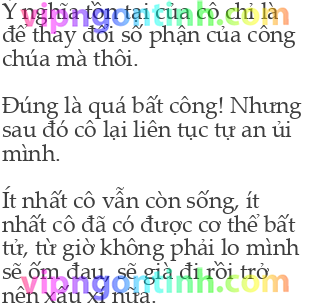 Ý nghĩa tồn tại của cô chỉ là
để thay đổi số phận của công
chúa mà thôi.
Đúng là quá bất công! Nhưng
sau đó cô lại liên tục tự an ủi
mình.
Ít nhất cô vẫn còn sống, ít
nhất cô đã có được cơ thể bất
tử, từ giờ không phải lo mình
sẽ ốm đau, sẽ già đi rồi trở
nên xấu xí nữa.
vipngontinh.com
vipngontinh.com